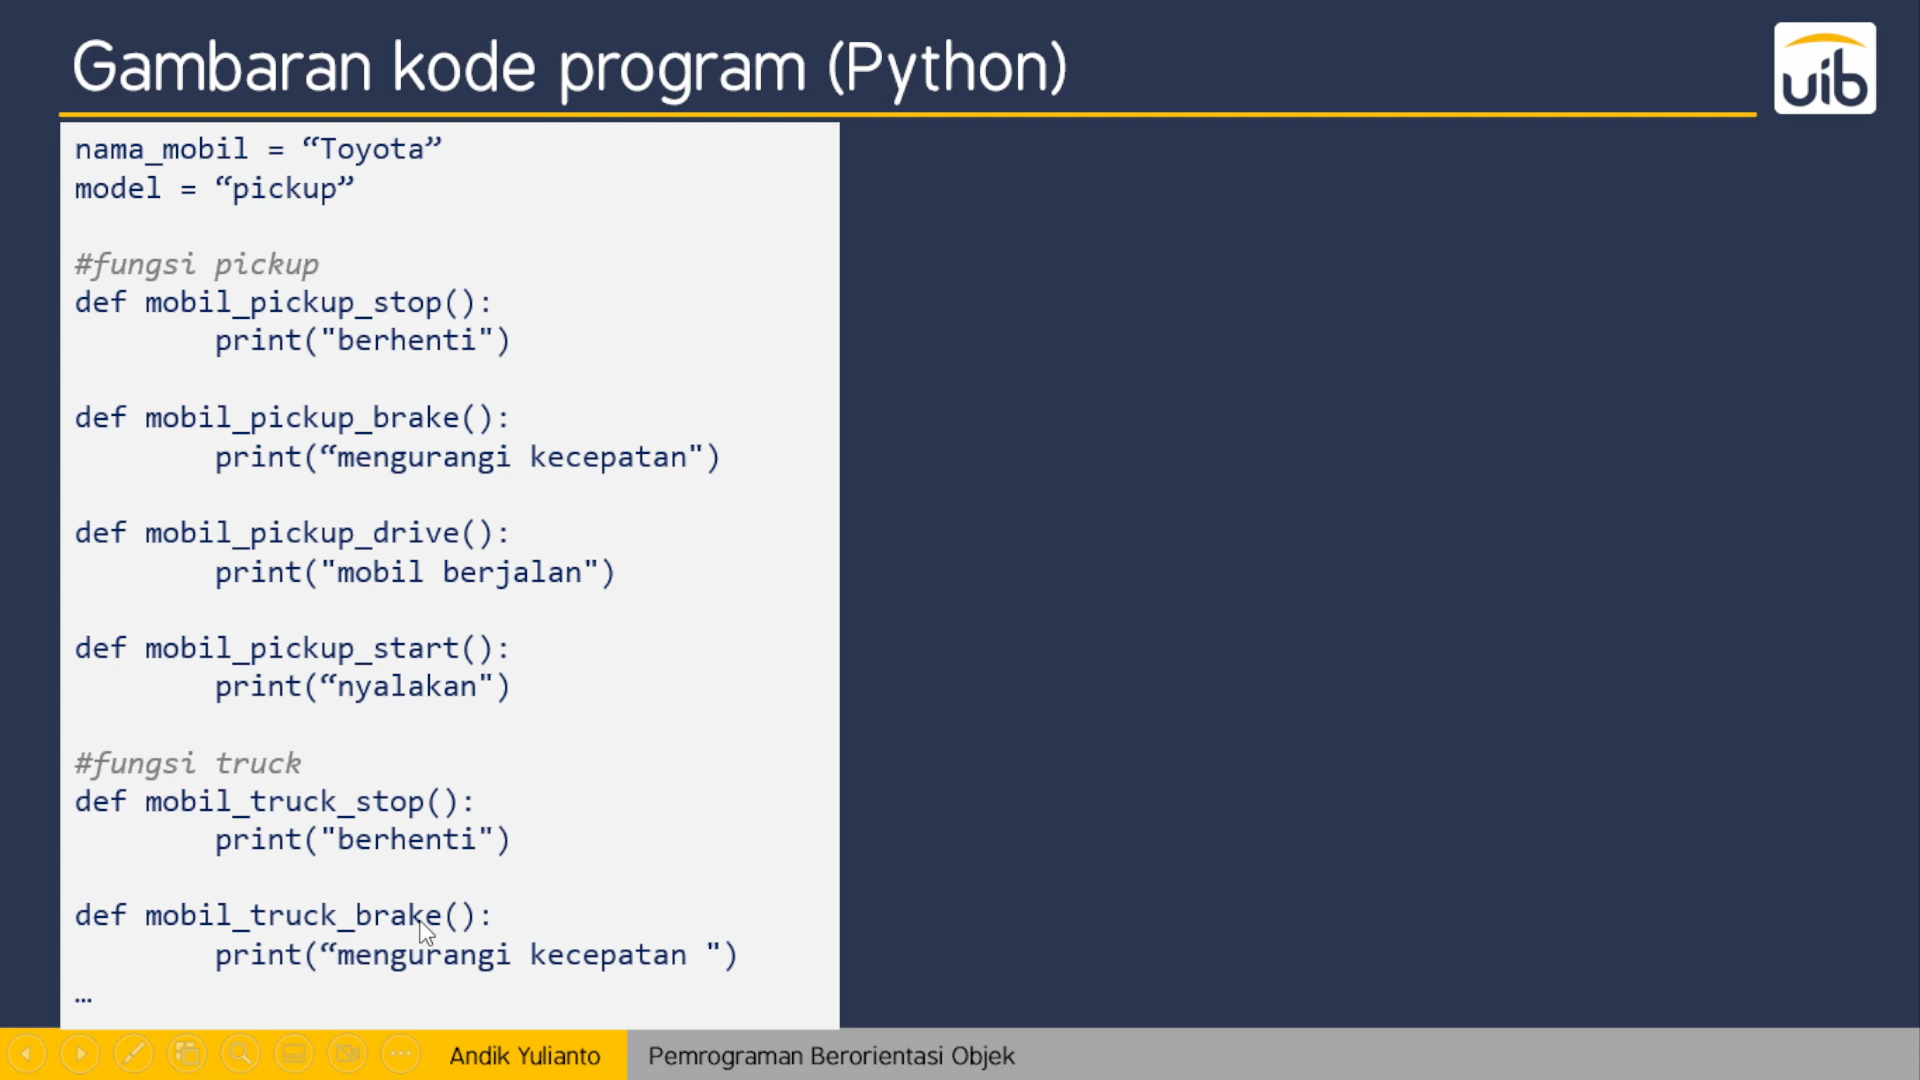 Gambaran kode program (Python)
uib
nama_mobil = “Toyota”
model = “pickup”
#fungsi pickup
def mobil_pickup_stop():
print("berhenti")
def mobil_pickup_brake():
print(“mengurangi kecepatan")
def mobil_pickup_drive():
print("mobil berjalan")
def mobil_pickup_start():
print(“nyalakan")
#fungsi truck
def mobil_truck_stop():
print("berhenti")
def mobil_truck_brake():
print(“mengurangi kecepatan ")
…
Andik Yulianto
Pemrograman Berorientasi Objek